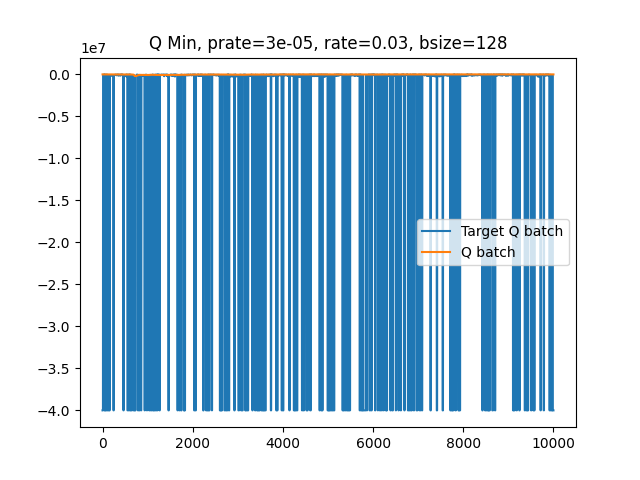 Q Min, prate=3e-05, rate=0.03, bsize=128
1e7
0.0
−0.5
−1.0
−1.5
−2.0
−2.5
−3.0
−3.5
−4.0
Target Q batch
Q batch
0 2000 4000 6000 8000 10000